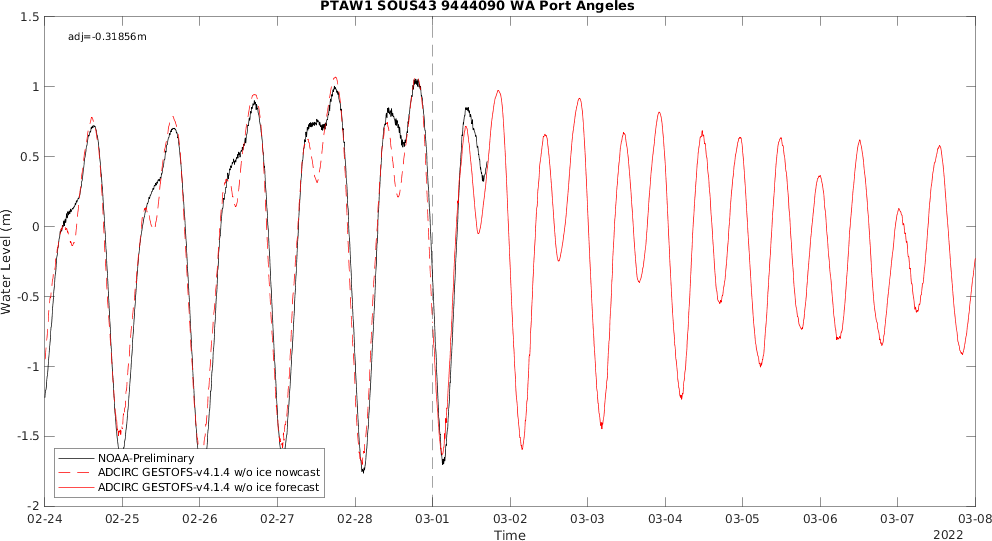 PTAW1 SOUS43 9444090 WA Port Angeles
adj=-0.31856m
Water Level (m)
1.5
1
0.5
0
-0.5
-1
-1.5
-2
NOAA-Preliminary
ADCIRC GESTOFS-v4.1.4 w/o ice nowcast
ADCIRC GESTOFS-v4.1.4 w/o ice forecast
02-24 02-25 02-26 02-27 02-28 03-01 03-02 03-03 03-04 03-05 03-06 03-07 03-08
Time
2022